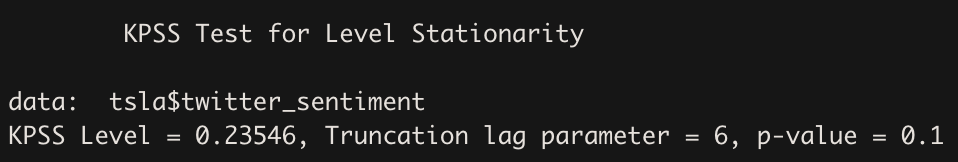 KPSS Test for Level Stationarity
data: tsla$twitter_sentiment
KPSS Level = 0.23546, Truncation lag parameter = 6, p-value = 0.1